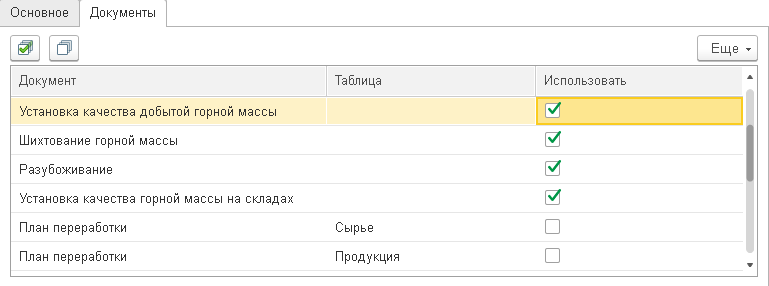 Основное Документы
Еще
Документ Таблица Использовать
Установка качества добытой горной массы
Шихтование горной массы
Разубоживание
Установка качества горной массы на складах
План переработки Сырье
План переработки Продукция